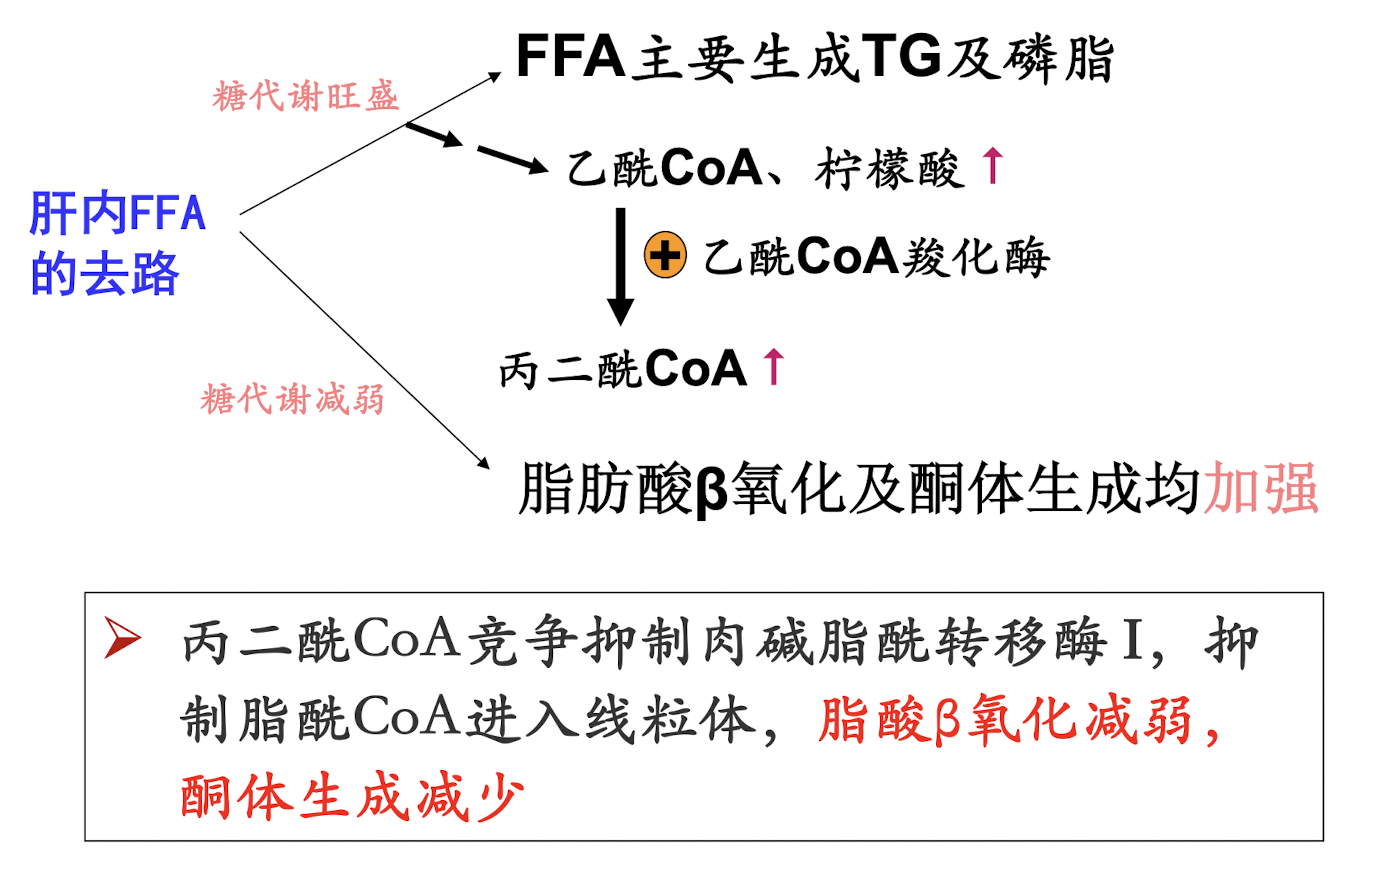 FFA主要生成TG及磷脂
糖代谢旺盛
乙酰CoA、柠檬酸↑
肝内FFA
的去路
+ 乙酰CoA羧化酶
丙二酰CoA↑
糖代谢减弱
脂肪酸β氧化及酮体生成均加强
丙二酰CoA竞争抑制肉碱脂酰转移酶 I，抑
制脂酰CoA进入线粒体，脂酸β氧化减弱，
酮体生成减少